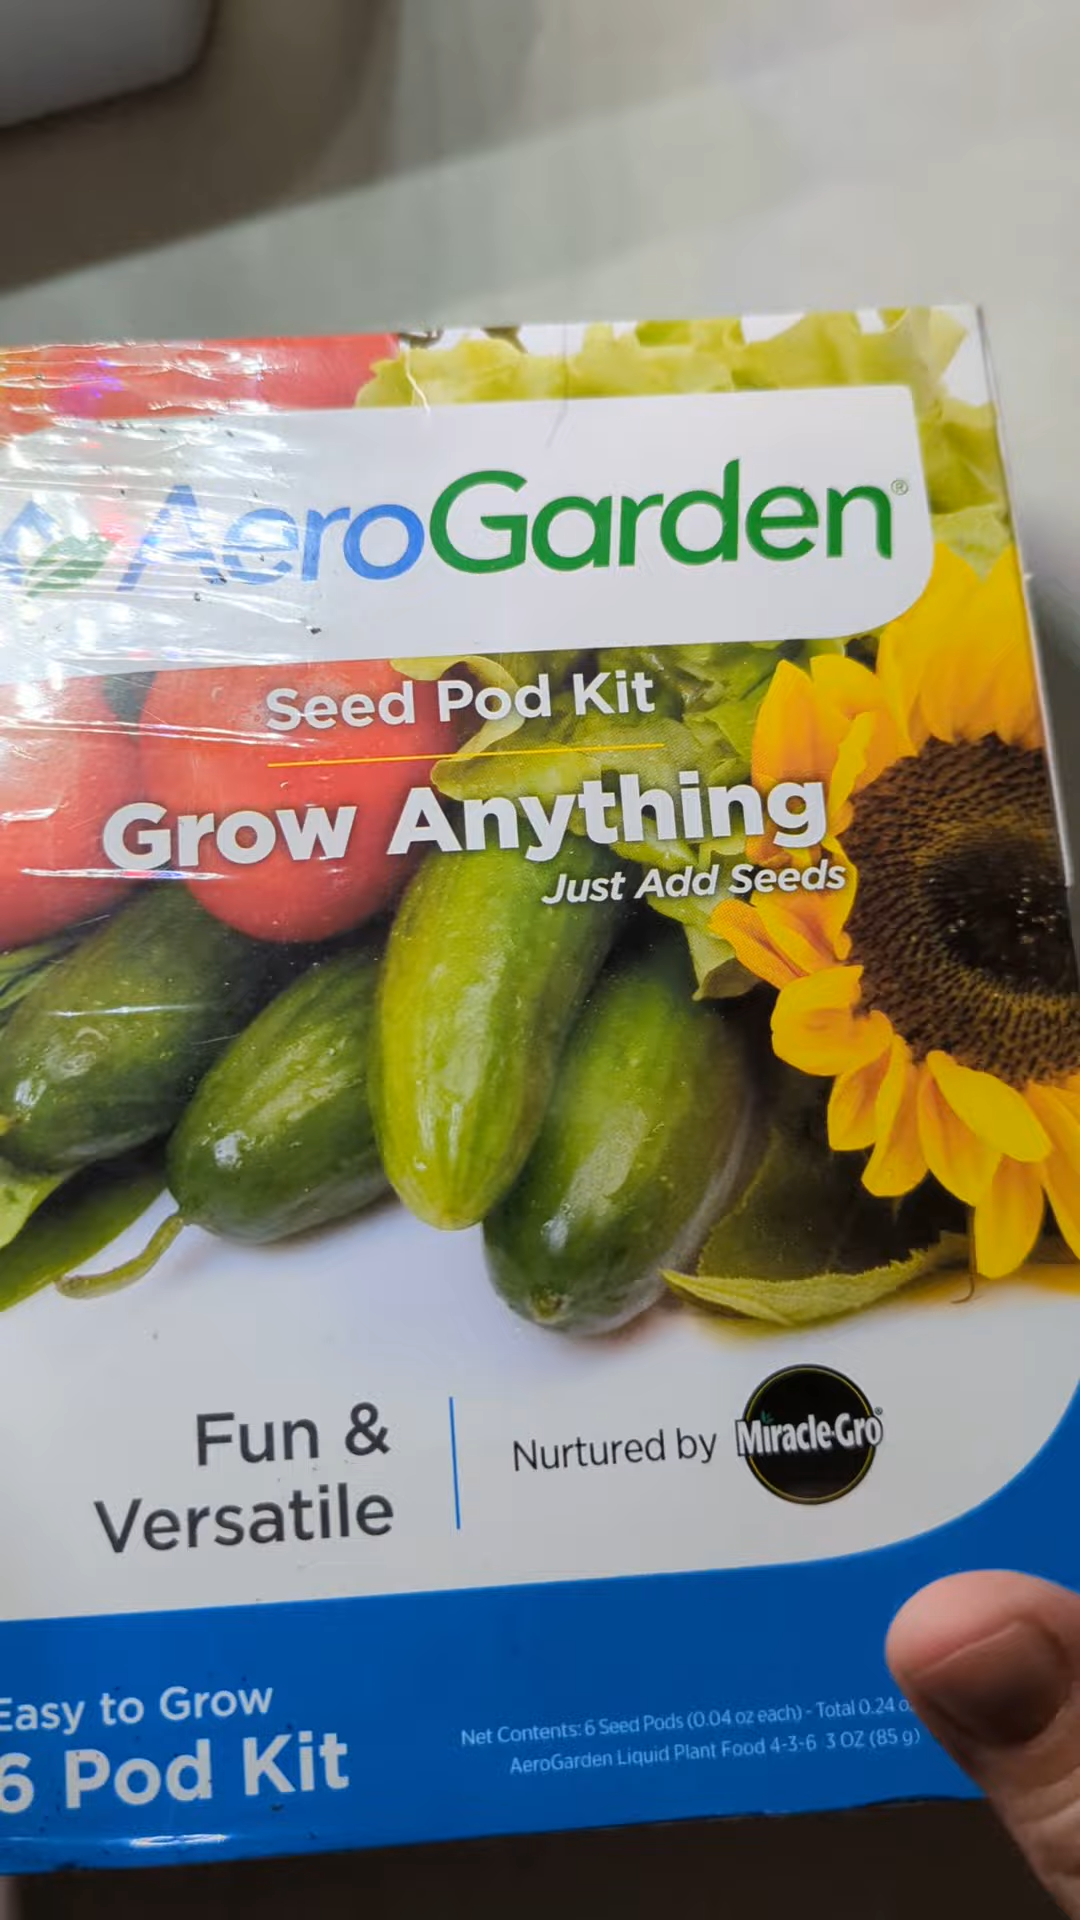 AeroGarden®
Seed Pod Kit
Grow Anything
Just Add Seeds
Fun &
Versatile
Nurtured by Miracle-Gro®
Easy to Grow
6 Pod Kit
Net Contents: 6 Seed Pods (0.04 oz each) - Total 0.24
AeroGarden Liquid Plant Food 4-3-6 3 OZ (85 g)